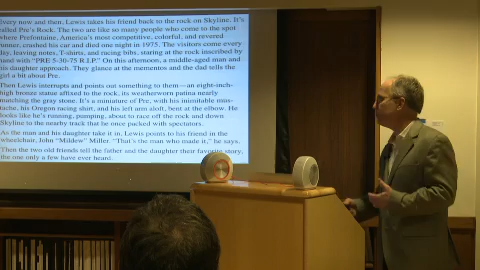 Every now and then, Lewis takes his friend back to the rock on Skyline. It's
called Pre's Rock. The two are like so many people who come to the spot
where Prefontaine, America's most competitive, colorful, and revered
runner, crashed his car and died one night in 1975. The visitors come every
day, leaving notes, T-shirts, and racing bibs, staring at the rock inscribed by
hand with "PRE 5-30-75 R.I.P." On this afternoon, a middle-aged man and
his daughter approach. They glance at the mementos and the dad tells the
girl a bit about Pre.
Then Lewis interrupts and points out something to them—an eight-inch-
high bronze statue affixed to the rock, its weatherworn patina nearly
matching the gray stone. It's a miniature of Pre, with his inimitable mus-
tache, his Oregon racing shirt, and his left arm aloft, bent at the elbow. He
looks like he's running, pumping, about to race off the rock and down
Skyline to the nearby track that he once packed with spectators.
As the man and his daughter take it in, Lewis points to his friend in the
wheelchair, John "Mildew" Miller. "That's the man who made it," he says.
Then the two old friends tell the father and the daughter their favorite story,
the one only a few have ever heard.